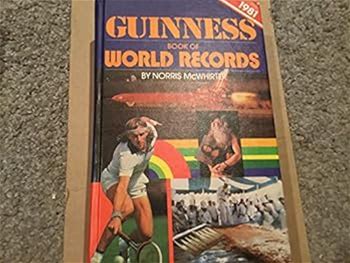 1981
GUINNESS
BOOK OF
WORLD RECORDS
BY NORRIS McWHIRTER